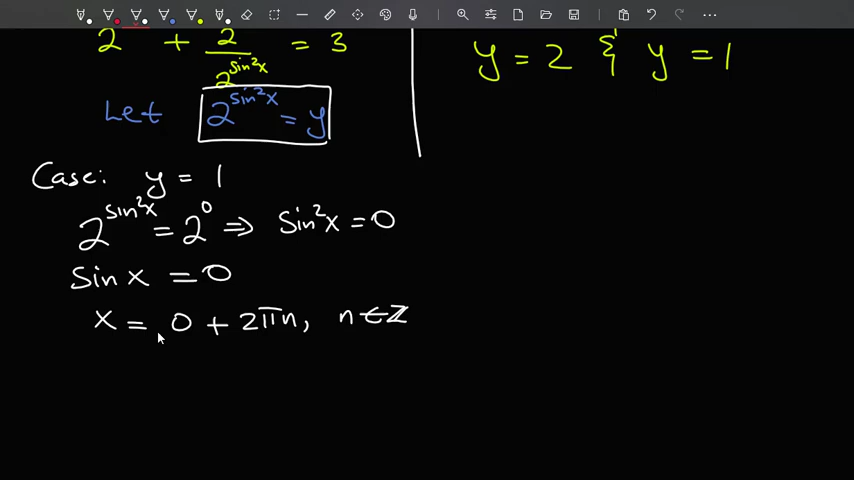 2 + 2/2^sin²x = 3
Let 2^sin²x = y
y = 2 & y = 1
Case: y = 1
2^sin²x = 2^0 ⇒ sin²x = 0
sin x = 0
x = 0 + 2πn, n ∈ ℤ